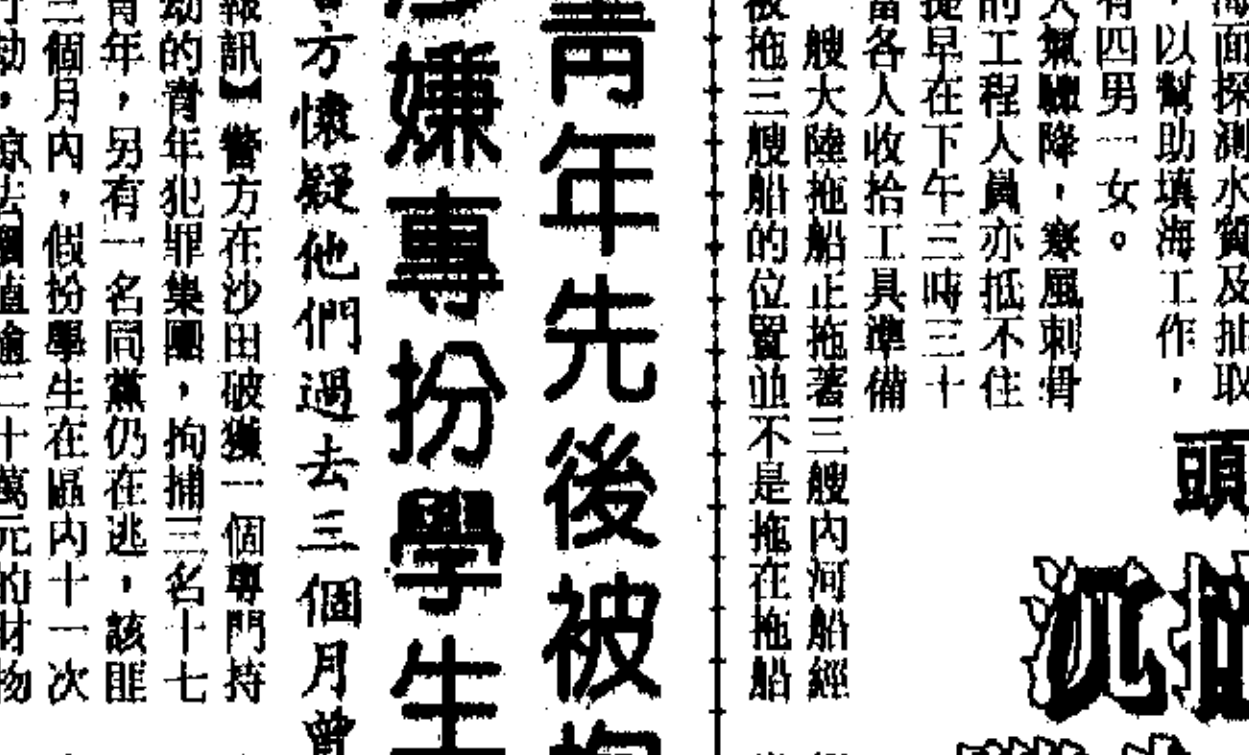 海面探測水質及抽取
，以幫助填海工作，
有四男一女。
天氣驟降，寒風刺骨
的工程人員亦抵不住
提早在下午三時三十
當各人收拾工具準備
艘大陸拖船正拖著三艘內河船經
被拖三艘船的位置並不是拖在拖船
頭
沉
青年先後被
嫌專扮學生
方懷疑他們過去三個月曾
報訊】警方在沙田破獲一個專門持
劫的青年犯罪集團，拘捕三名十七
青年，另有一名同黨仍在逃，該匪
三個月內，假扮學生在區內十一次
行劫，掠去總值逾二十萬元的財物